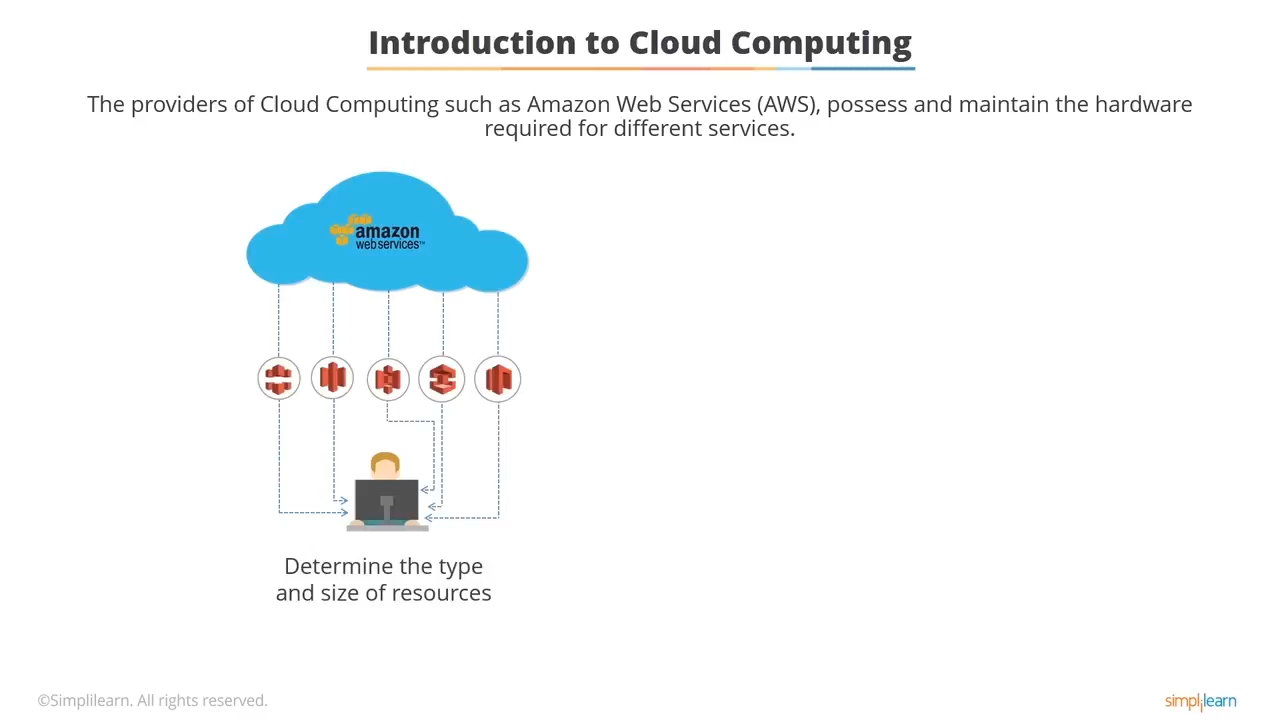 Introduction to Cloud Computing
The providers of Cloud Computing such as Amazon Web Services (AWS), possess and maintain the hardware
required for different services.
amazon
web services™
Determine the type
and size of resources
©Simplilearn. All rights reserved.
simplilearn